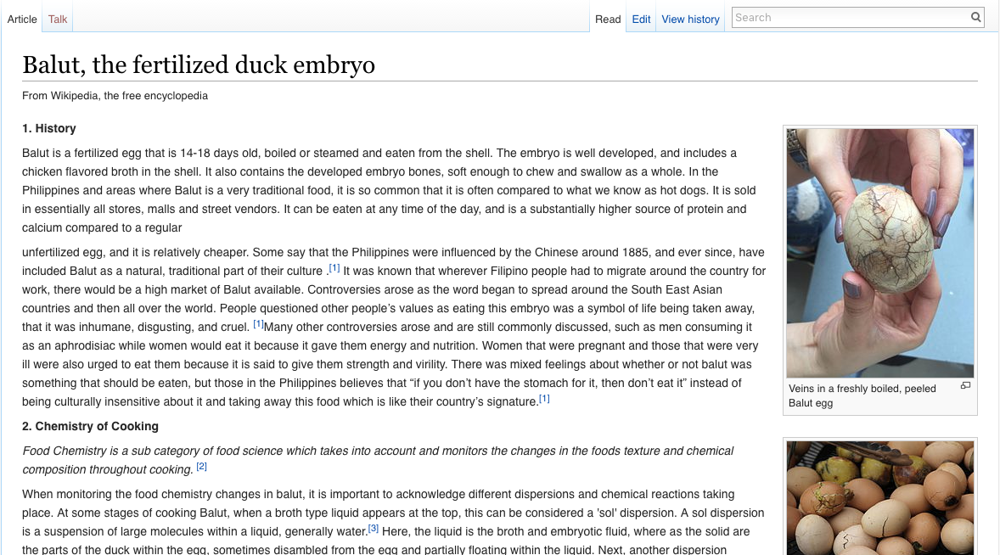 Article Talk Read Edit View history Search
Balut, the fertilized duck embryo
From Wikipedia, the free encyclopedia
1. History
Balut is a fertilized egg that is 14-18 days old, boiled or steamed and eaten from the shell. The embryo is well developed, and includes a
chicken flavored broth in the shell. It also contains the developed embryo bones, soft enough to chew and swallow as a whole. In the
Philippines and areas where Balut is a very traditional food, it is so common that it is often compared to what we know as hot dogs. It is sold
in essentially all stores, malls and street vendors. It can be eaten at any time of the day, and is a substantially higher source of protein and
calcium compared to a regular
unfertilized egg, and it is relatively cheaper. Some say that the Philippines were influenced by the Chinese around 1885, and ever since, have
included Balut as a natural, traditional part of their culture .[1] It was known that wherever Filipino people had to migrate around the country for
work, there would be a high market of Balut available. Controversies arose as the word began to spread around the South East Asian
countries and then all over the world. People questioned other people’s values as eating this embryo was a symbol of life being taken away,
that it was inhumane, disgusting, and cruel. [1]Many other controversies arose and are still commonly discussed, such as men consuming it
as an aphrodisiac while women would eat it because it gave them energy and nutrition. Women that were pregnant and those that were very
ill were also urged to eat them because it is said to give them strength and virility. There was mixed feelings about whether or not balut was
something that should be eaten, but those in the Philippines believes that “if you don’t have the stomach for it, then don’t eat it” instead of
being culturally insensitive about it and taking away this food which is like their country’s signature.[1]
Veins in a freshly boiled, peeled
Balut egg
2. Chemistry of Cooking
Food Chemistry is a sub category of food science which takes into account and monitors the changes in the foods texture and chemical
composition throughout cooking. [2]
When monitoring the food chemistry changes in balut, it is important to acknowledge different dispersions and chemical reactions taking
place. At some stages of cooking Balut, when a broth type liquid appears at the top, this can be considered a 'sol' dispersion. A sol dispersion
is a suspension of large molecules within a liquid, generally water.[3] Here, the liquid is the broth and embryotic fluid, where as the solid are
the parts of the duck within the egg, sometimes disambled from the egg and partially floating within the liquid. Next, another dispersion